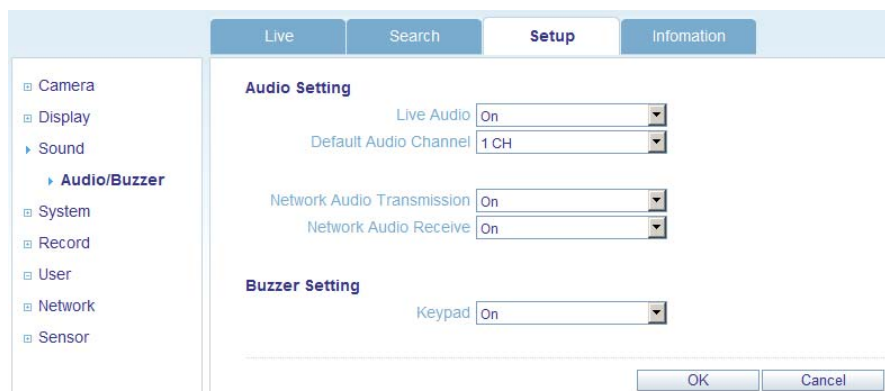 Live Search Setup Infomation
Camera
Display
Sound
Audio/Buzzer
System
Record
User
Network
Sensor
Audio Setting
Live Audio On
Default Audio Channel 1 CH
Network Audio Transmission On
Network Audio Receive On
Buzzer Setting
Keypad On
OK Cancel